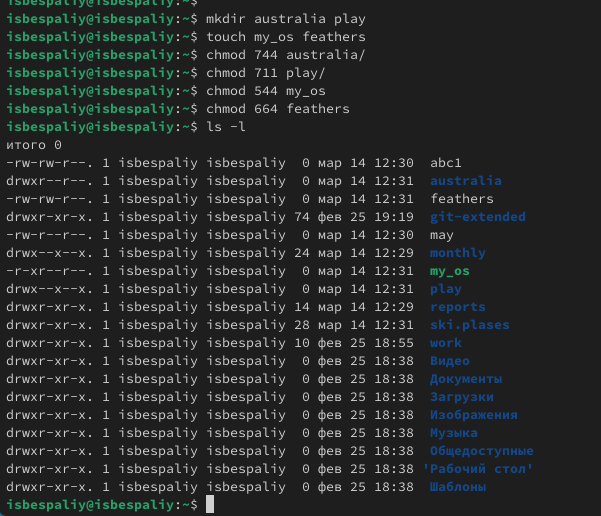 isbespaliy@isbespaliy:~$
isbespaliy@isbespaliy:~$ mkdir australia play
isbespaliy@isbespaliy:~$ touch my_os feathers
isbespaliy@isbespaliy:~$ chmod 744 australia/
isbespaliy@isbespaliy:~$ chmod 711 play/
isbespaliy@isbespaliy:~$ chmod 544 my_os
isbespaliy@isbespaliy:~$ chmod 664 feathers
isbespaliy@isbespaliy:~$ ls -l
итого 0
-rw-rw-r--. 1 isbespaliy isbespaliy  0 мар 14 12:30  abc1
drwxr--r--. 1 isbespaliy isbespaliy  0 мар 14 12:31  australia
-rw-rw-r--. 1 isbespaliy isbespaliy  0 мар 14 12:31  feathers
drwxr-xr-x. 1 isbespaliy isbespaliy 74 фев 25 19:19  git-extended
-rw-r--r--. 1 isbespaliy isbespaliy  0 мар 14 12:30  may
drwx--x--x. 1 isbespaliy isbespaliy 24 мар 14 12:29  monthly
-r-xr--r--. 1 isbespaliy isbespaliy  0 мар 14 12:31  my_os
drwx--x--x. 1 isbespaliy isbespaliy  0 мар 14 12:31  play
drwxr-xr-x. 1 isbespaliy isbespaliy 14 мар 14 12:29  reports
drwxr-xr-x. 1 isbespaliy isbespaliy 28 мар 14 12:31  ski.plases
drwxr-xr-x. 1 isbespaliy isbespaliy 10 фев 25 18:55  work
drwxr-xr-x. 1 isbespaliy isbespaliy  0 фев 25 18:38  Видео
drwxr-xr-x. 1 isbespaliy isbespaliy  0 фев 25 18:38  Документы
drwxr-xr-x. 1 isbespaliy isbespaliy  0 фев 25 18:38  Загрузки
drwxr-xr-x. 1 isbespaliy isbespaliy  0 фев 25 18:38  Изображения
drwxr-xr-x. 1 isbespaliy isbespaliy  0 фев 25 18:38  Музыка
drwxr-xr-x. 1 isbespaliy isbespaliy  0 фев 25 18:38  Общедоступные
drwxr-xr-x. 1 isbespaliy isbespaliy  0 фев 25 18:38 'Рабочий стол'
drwxr-xr-x. 1 isbespaliy isbespaliy  0 фев 25 18:38  Шаблоны
isbespaliy@isbespaliy:~$